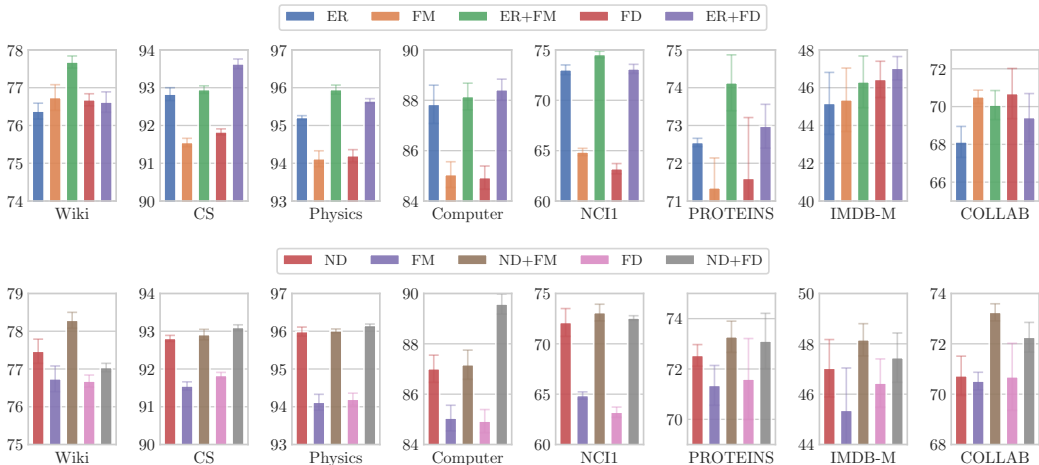 ER FM ER+FM FD ER+FD
78 94 97 90 75 75 48 72
77 93 96 88 70 74 46 70
76 92 95 86 65 73 44 68
75 91 94 84 60 72 42 66
74 90 93 71 40
Wiki CS Physics Computer NCI1 PROTEINS IMDB-M COLLAB
ND FM ND+FM FD ND+FD
79 94 97 90 75 74 50 74
78 93 96 88 70 72 48 72
77 92 95 86 65 70 46 70
76 91 94 84 60 44 68
75 90 93
Wiki CS Physics Computer NCI1 PROTEINS IMDB-M COLLAB